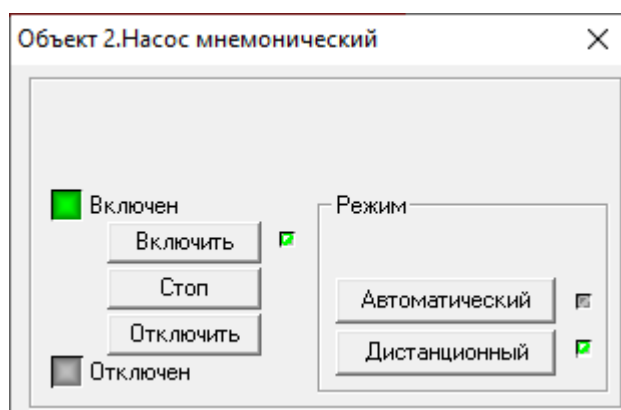 Объект 2.Насос мнемонический
Включен
Включить
Стоп
Отключить
Отключен
Режим
Автоматический
Дистанционный